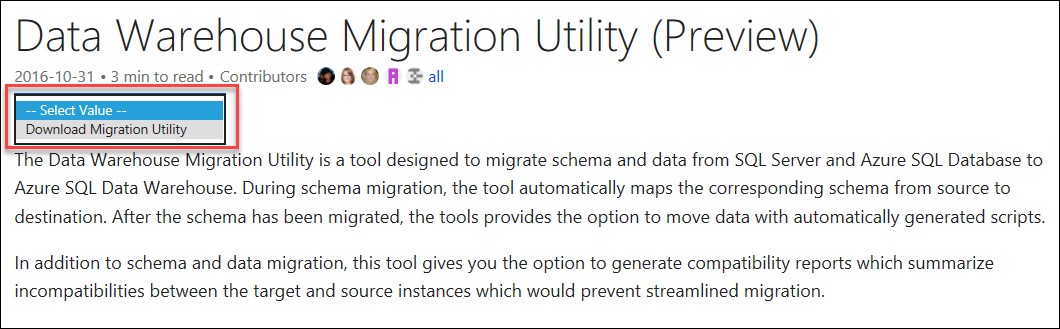 Data Warehouse Migration Utility (Preview)
2016-10-31 • 3 min to read • Contributors all
-- Select Value --
Download Migration Utility
The Data Warehouse Migration Utility is a tool designed to migrate schema and data from SQL Server and Azure SQL Database to
Azure SQL Data Warehouse. During schema migration, the tool automatically maps the corresponding schema from source to
destination. After the schema has been migrated, the tools provides the option to move data with automatically generated scripts.
In addition to schema and data migration, this tool gives you the option to generate compatibility reports which summarize
incompatibilities between the target and source instances which would prevent streamlined migration.